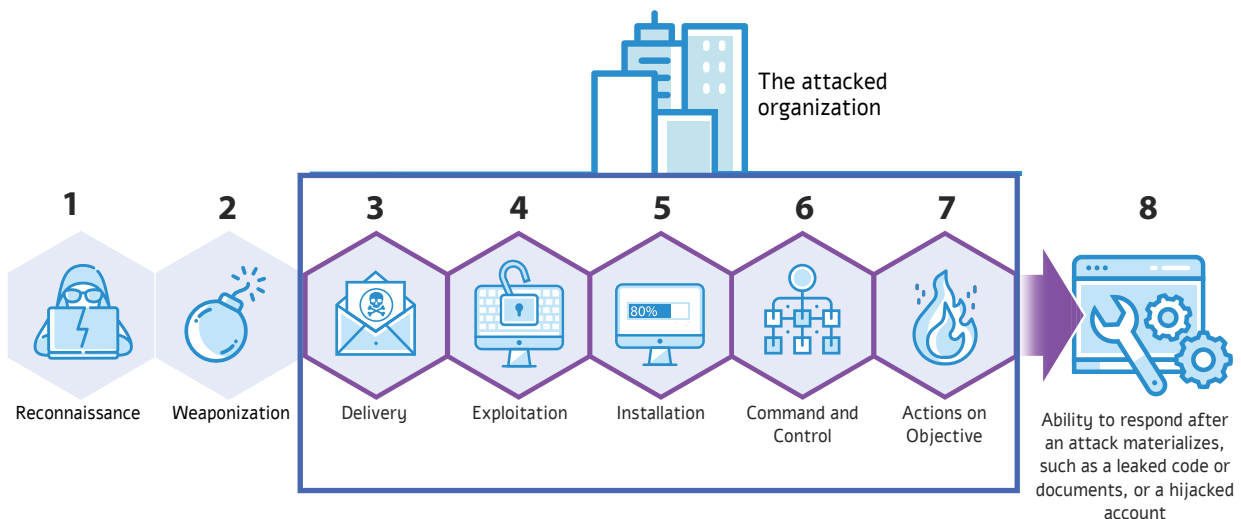 The attacked
organization
1
2
3
4
5
6
7
8
80%
Reconnaissance
Weaponization
Delivery
Exploitation
Installation
Command and
Control
Actions on
Objective
Ability to respond after
an attack materializes,
such as a leaked code or
documents, or a hijacked
account